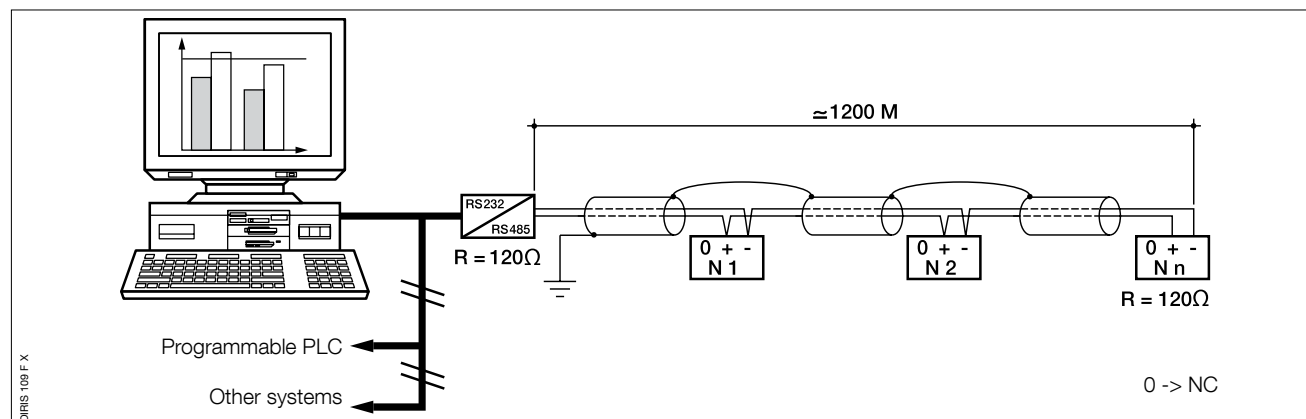 ≃1200 M
RS232
RS485
R = 120Ω
0 + -
N 1
0 + -
N 2
0 + -
N n
R = 120Ω
Programmable PLC
Other systems
0 -> NC
DIRIS 109 F X